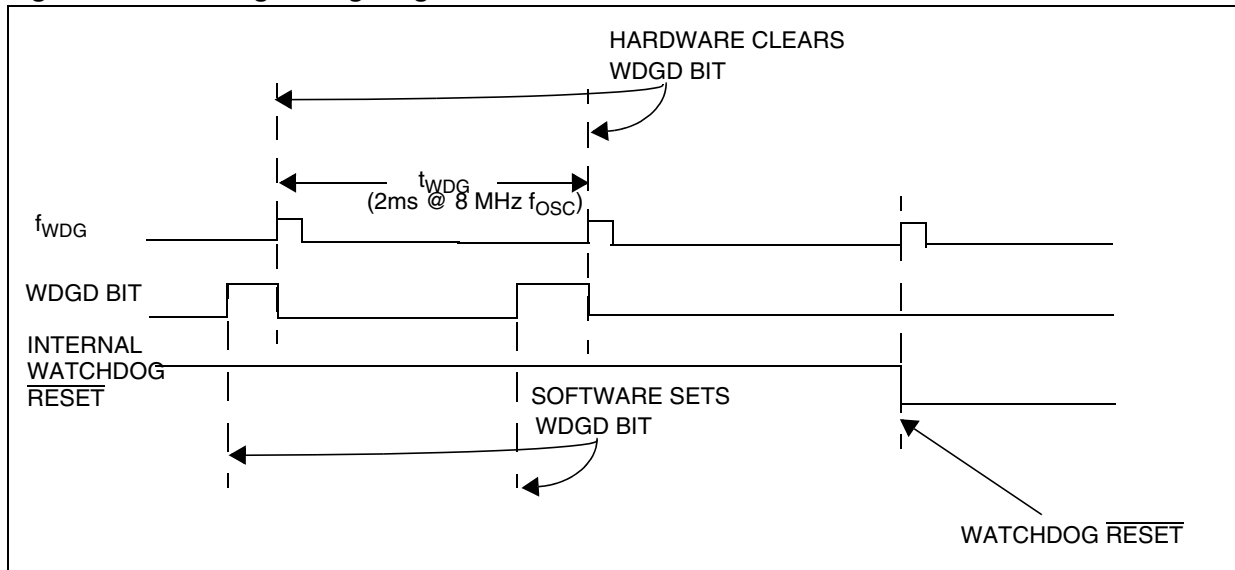 HARDWARE CLEARS
WDGD BIT
tWDG
(2ms @ 8 MHz fOSC)
fWDG
WDGD BIT
INTERNAL
WATCHDOG
RESET
SOFTWARE SETS
WDGD BIT
WATCHDOG RESET